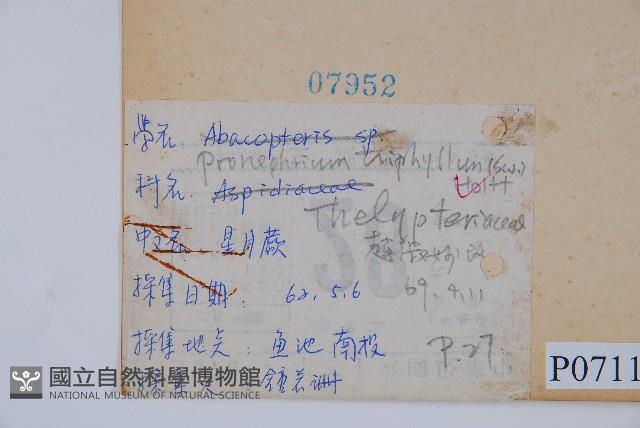 07952
學名. Abacopteris sp.
Pronephrium triphyllum (Sw.) Holtt
科名. Aspidiaceae
Thelypteridaceae
中文名 星月蕨
採集日期. 62. 5. 6
69. 4. 11
採集地点: 魚池 南投
P. 27
P0711
國立自然科學博物館
NATIONAL MUSEUM OF NATURAL SCIENCE